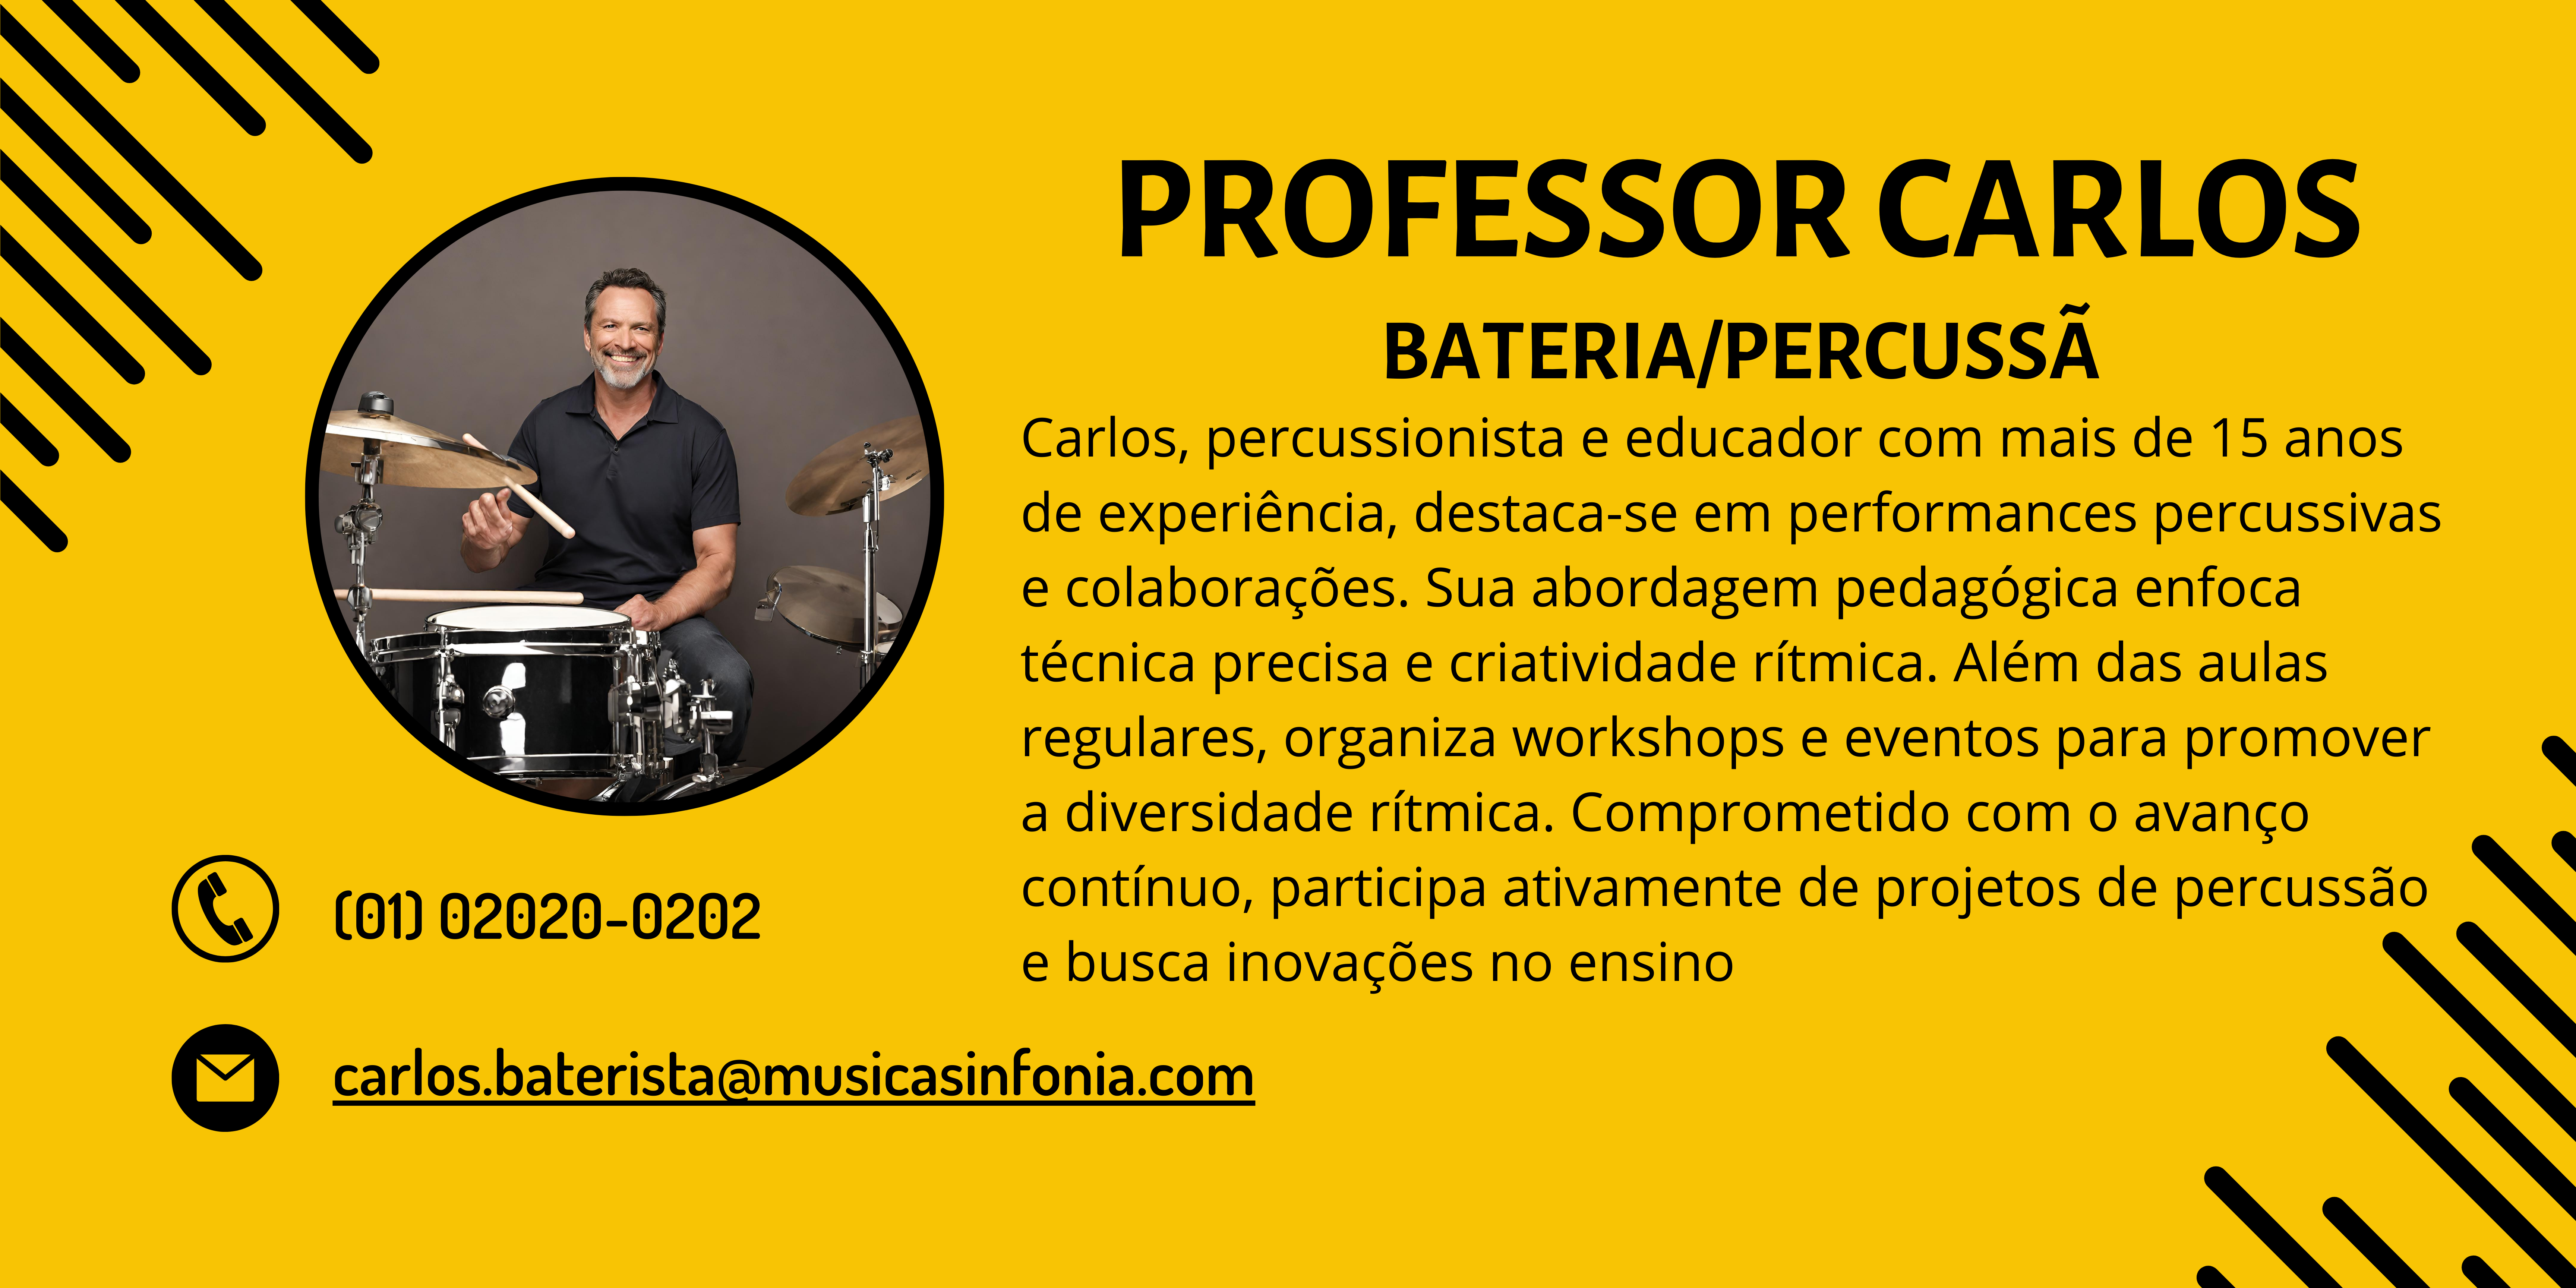 PROFESSOR CARLOS
BATERIA/PERCUSSÃ
Carlos, percussionista e educador com mais de 15 anos
de experiência, destaca-se em performances percussivas
e colaborações. Sua abordagem pedagógica enfoca
técnica precisa e criatividade rítmica. Além das aulas
regulares, organiza workshops e eventos para promover
a diversidade rítmica. Comprometido com o avanço
contínuo, participa ativamente de projetos de percussão
e busca inovações no ensino
(01) 02020-0202
carlos.baterista@musicasinfonia.com